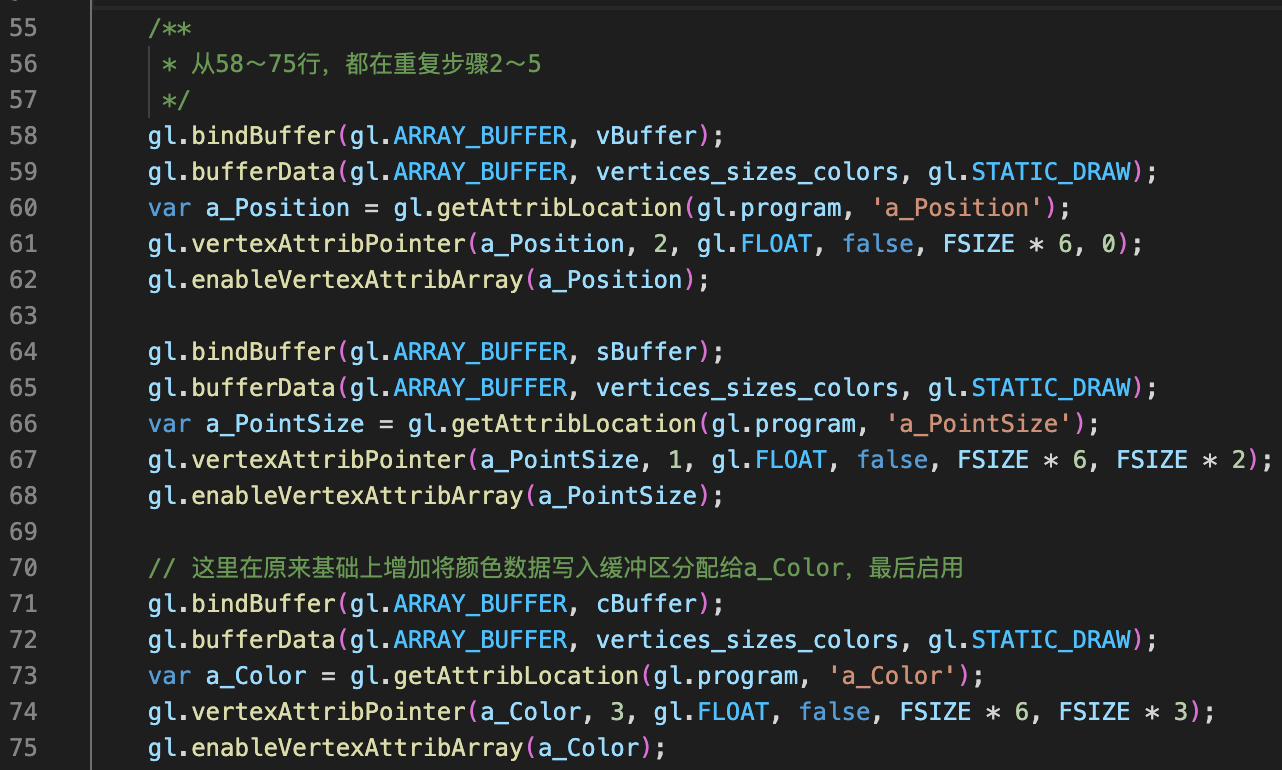 55 /**
56 * 从58～75行，都在重复步骤2～5
57 */
58 gl.bindBuffer(gl.ARRAY_BUFFER, vBuffer);
59 gl.bufferData(gl.ARRAY_BUFFER, vertices_sizes_colors, gl.STATIC_DRAW);
60 var a_Position = gl.getAttribLocation(gl.program, 'a_Position');
61 gl.vertexAttribPointer(a_Position, 2, gl.FLOAT, false, FSIZE * 6, 0);
62 gl.enableVertexAttribArray(a_Position);
63
64 gl.bindBuffer(gl.ARRAY_BUFFER, sBuffer);
65 gl.bufferData(gl.ARRAY_BUFFER, vertices_sizes_colors, gl.STATIC_DRAW);
66 var a_PointSize = gl.getAttribLocation(gl.program, 'a_PointSize');
67 gl.vertexAttribPointer(a_PointSize, 1, gl.FLOAT, false, FSIZE * 6, FSIZE * 2);
68 gl.enableVertexAttribArray(a_PointSize);
69
70 // 这里在原来基础上增加将颜色数据写入缓冲区分配给a_Color，最后启用
71 gl.bindBuffer(gl.ARRAY_BUFFER, cBuffer);
72 gl.bufferData(gl.ARRAY_BUFFER, vertices_sizes_colors, gl.STATIC_DRAW);
73 var a_Color = gl.getAttribLocation(gl.program, 'a_Color');
74 gl.vertexAttribPointer(a_Color, 3, gl.FLOAT, false, FSIZE * 6, FSIZE * 3);
75 gl.enableVertexAttribArray(a_Color);